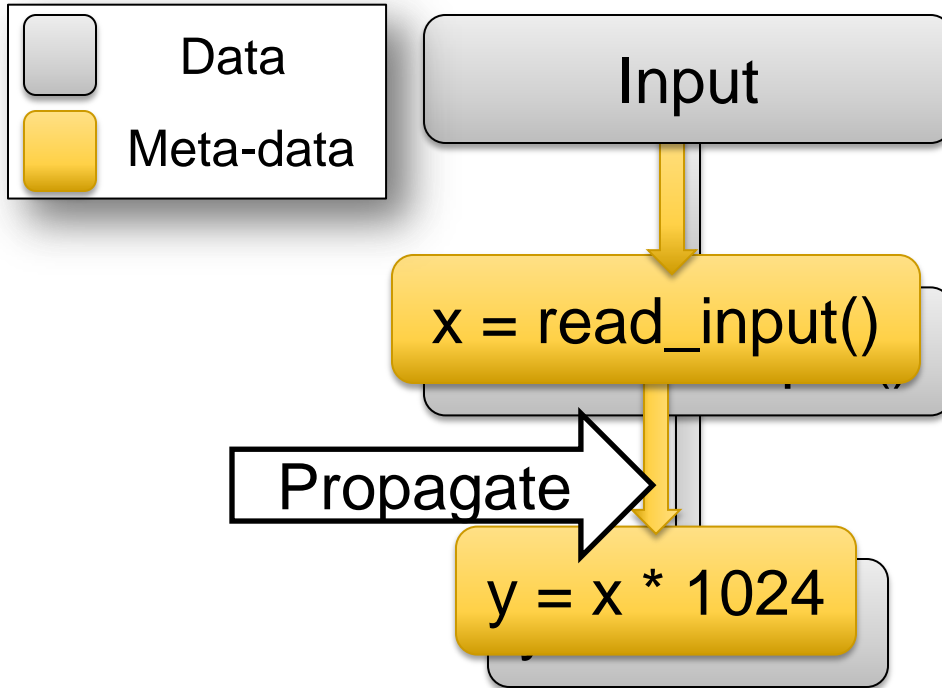 Data
Meta-data
Input
x = read_input()
Propagate
y = x * 1024